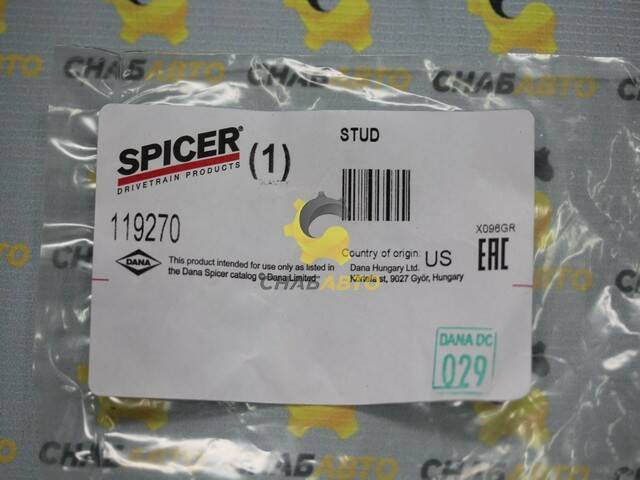 SPICER®
DRIVETRAIN PRODUCTS
(1)
STUD
119270
X096GR
Country of origin: US
EAC
DANA
This product intended for use only as listed in
the Dana Spicer catalog © Dana Limited
Dana Hungary Ltd.
st, 9027 Györ, Hungary
DANA DC
029
СНАБАВТО
СНАБАВТО
СНАБАВТО
СНАБАВТО
СНАБАВТО